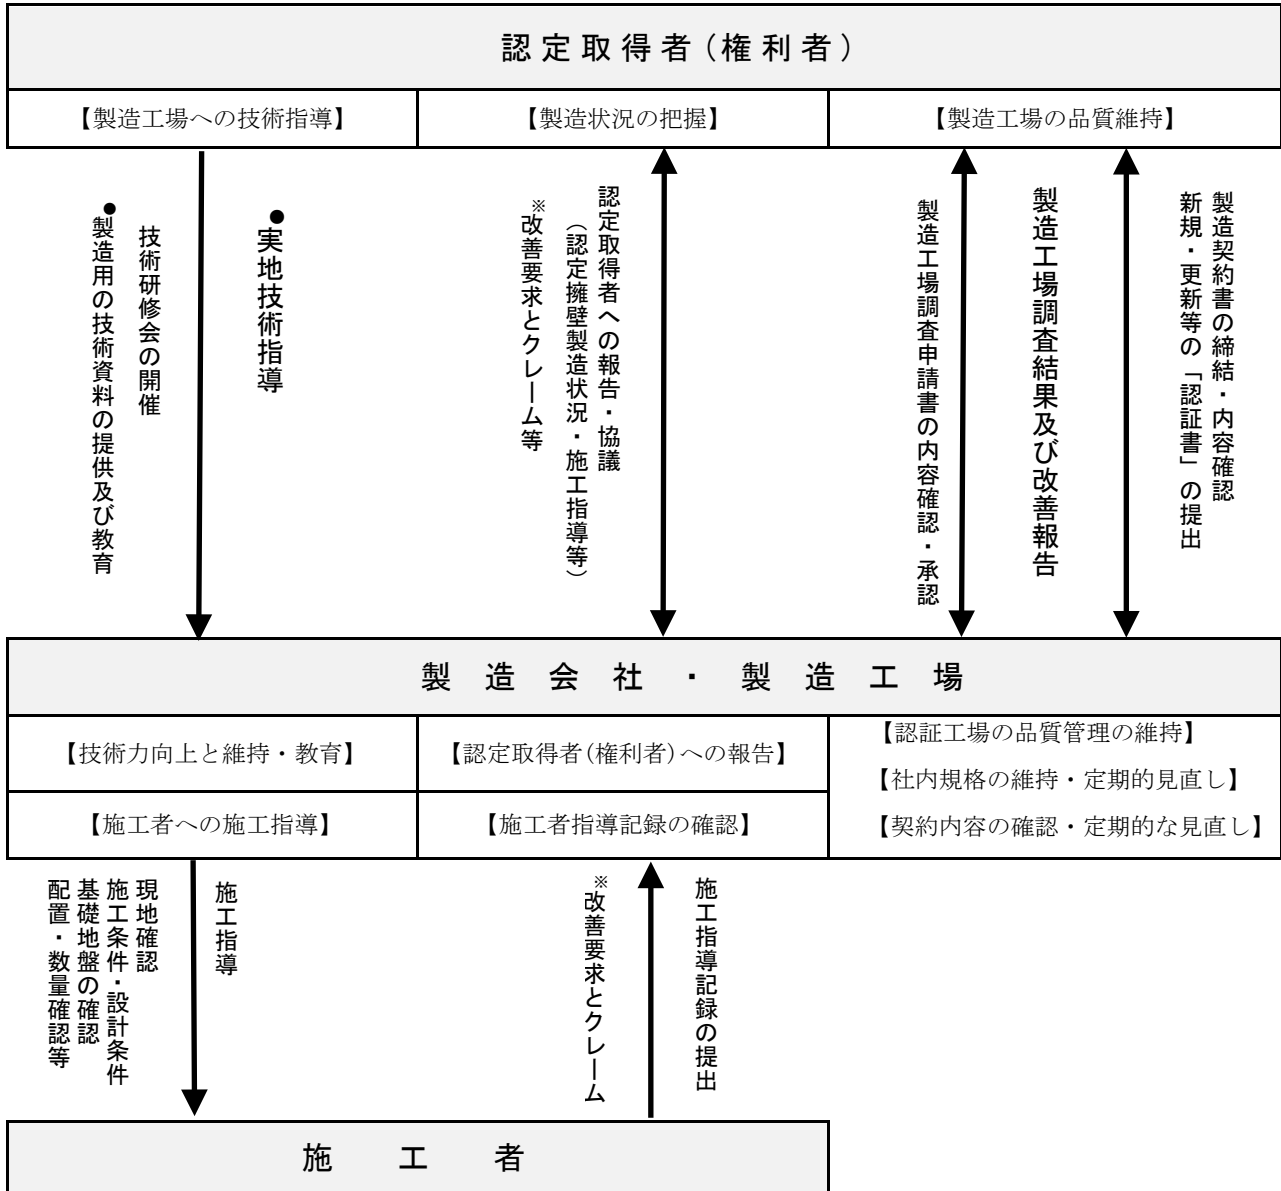 認定取得者(権利者)
【製造工場への技術指導】
【製造状況の把握】
【製造工場の品質維持】
●実地技術指導
技術研修会の開催
●製造用の技術資料の提供及び教育
認定取得者への報告・協議
(認定擁壁製造状況・施工指導等)
※改善要求とクレーム等
製造契約書の締結・内容確認
新規・更新等の「認証書」の提出
製造工場調査結果及び改善報告
製造工場調査申請書の内容確認・承認
製造会社・製造工場
【技術力向上と維持・教育】
【認定取得者(権利者)への報告】
【認証工場の品質管理の維持】
【社内規格の維持・定期的見直し】
【契約内容の確認・定期的な見直し】
【施工者への施工指導】
【施工者指導記録の確認】
施工指導
現地確認
施工条件・設計条件
基礎地盤の確認
配置・数量確認等
施工指導記録の提出
※改善要求とクレーム
施工者